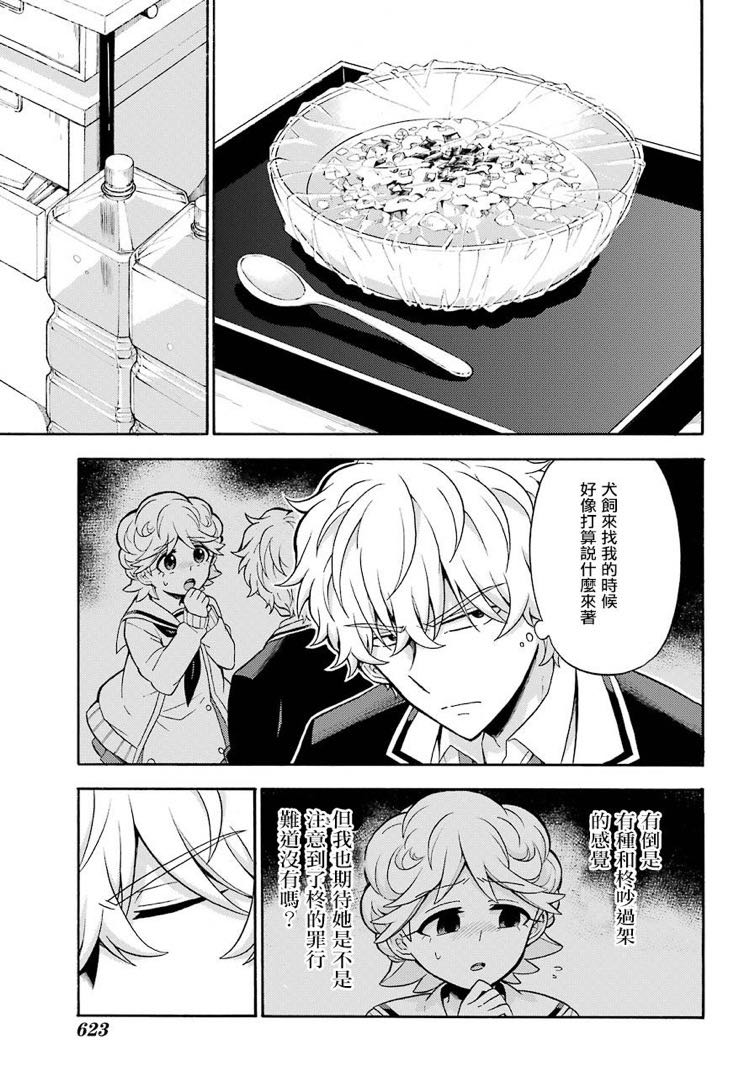 犬飼來找我的時候
好像打算說什麼來著
有倒是
有種和柊吵過架
的感覺
但我也期待她是不是
注意到了柊的罪行
難道沒有嗎？
623